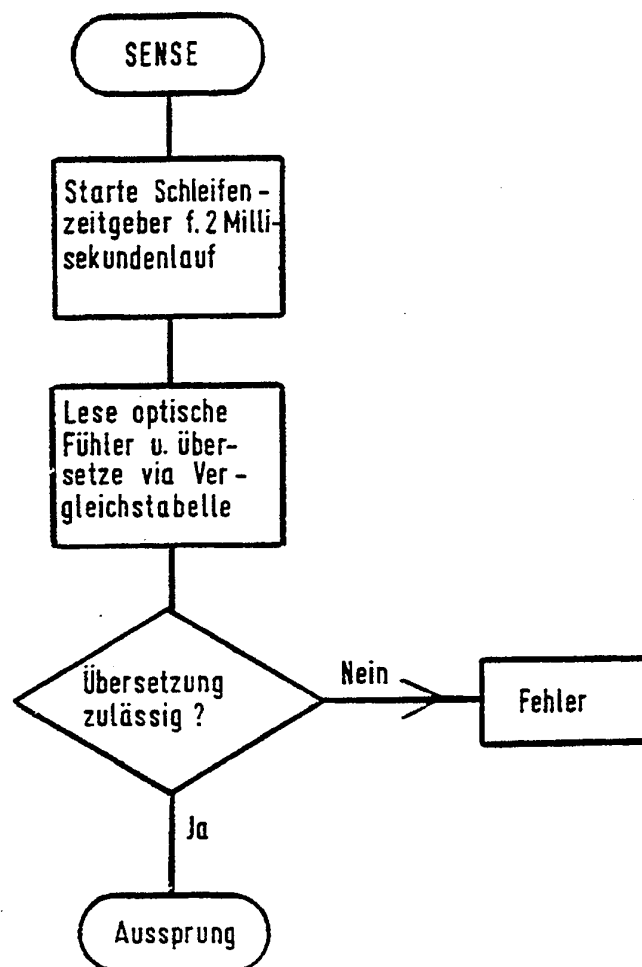 SENSE
Starte Schleifen-
zeitgeber f. 2 Milli-
sekundenlauf
Lese optische
Fühler u. über-
setze via Ver-
gleichstabelle
Übersetzung
zulässig ?
Nein
Fehler
Ja
Aussprung